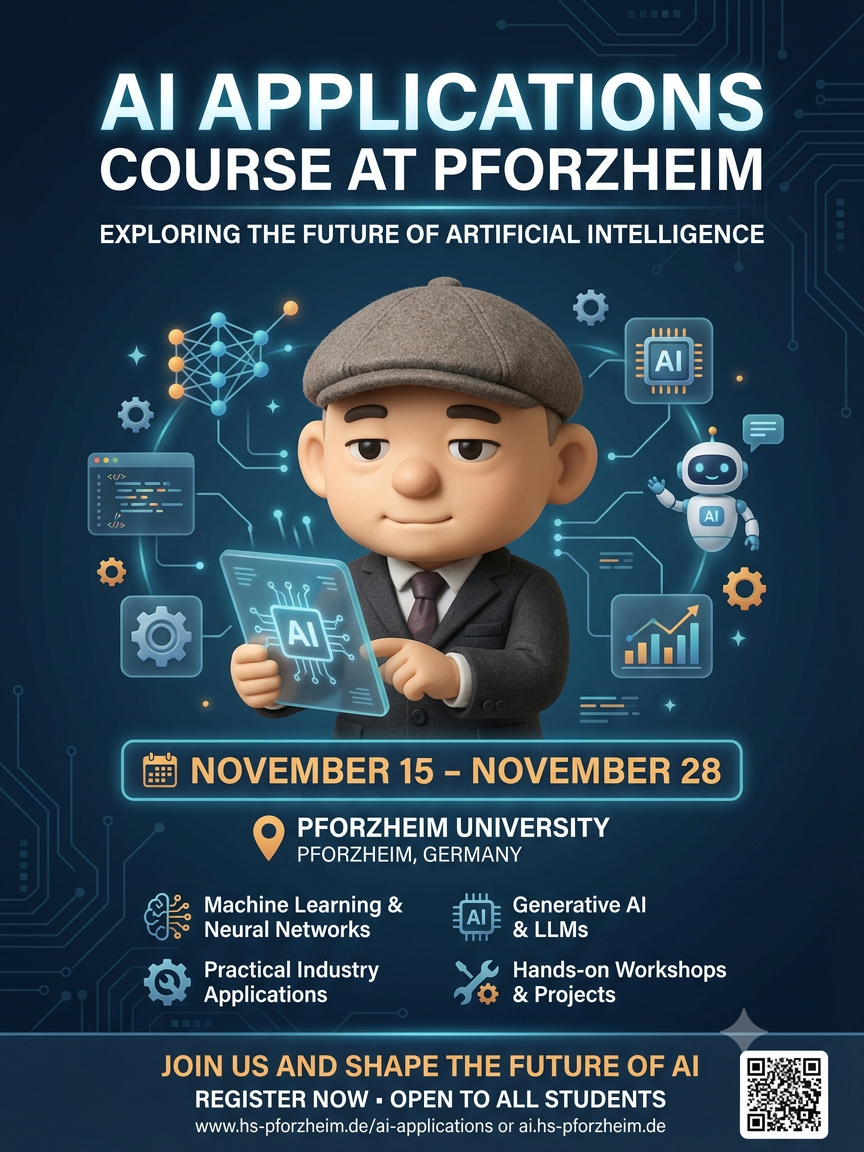 AI APPLICATIONS
COURSE AT PFORZHEIM
EXPLORING THE FUTURE OF ARTIFICIAL INTELLIGENCE
AI
</>
</>
AI
AI
NOVEMBER 15 – NOVEMBER 28
PFORZHEIM UNIVERSITY
PFORZHEIM, GERMANY
Machine Learning &
Neural Networks
AI
Generative AI
& LLMs
Practical Industry
Applications
Hands-on Workshops
& Projects
JOIN US AND SHAPE THE FUTURE OF AI
REGISTER NOW • OPEN TO ALL STUDENTS
www.hs-pforzheim.de/ai-applications or ai.hs-pforzheim.de